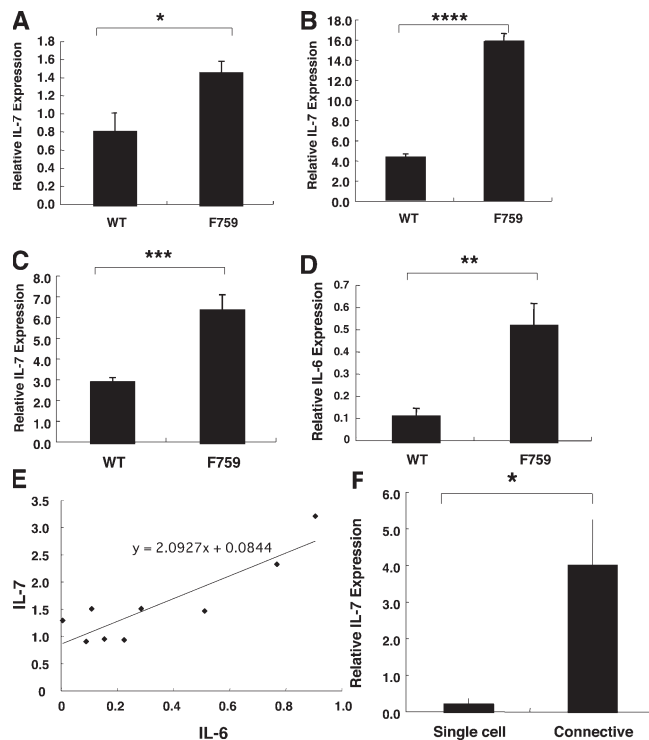 A
*
Relative IL-7 Expression
1.8
1.6
1.4
1.2
1.0
0.8
0.6
0.4
0.2
0.0
WT F759
B
****
Relative IL-7 Expression
18.0
16.0
14.0
12.0
10.0
8.0
6.0
4.0
2.0
0.0
WT F759
C
***
Relative IL-7 Expression
8.0
7.0
6.0
5.0
4.0
3.0
2.0
1.0
0.0
WT F759
D
**
Relative IL-6 Expression
0.7
0.6
0.5
0.4
0.3
0.2
0.1
0
WT F759
E
IL-7
3.5
3.0
2.5
2.0
1.5
1.0
0.5
0
y = 2.0927x + 0.0844
0 0.2 0.4 0.6 0.8 1.0
IL-6
F
*
Relative IL-7 Expression
6.0
5.0
4.0
3.0
2.0
1.0
0.0
Single cell Connective